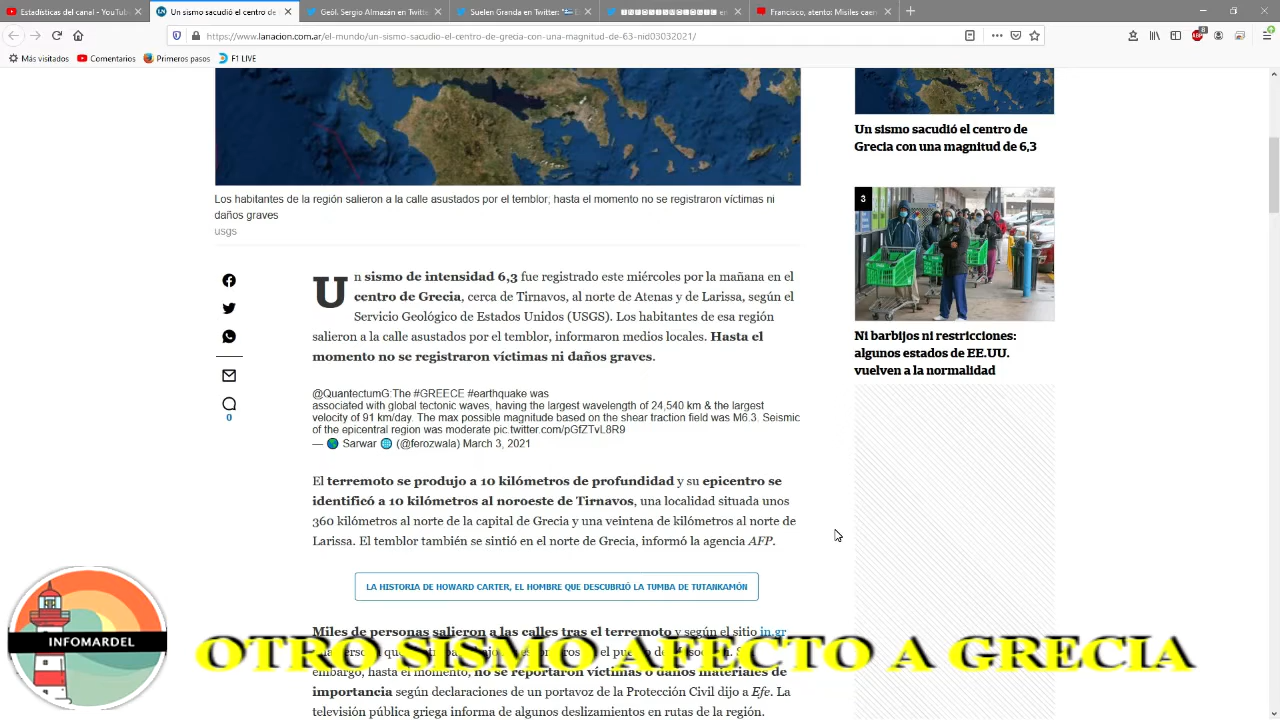 Estadísticas del canal - YouTube
Un sismo sacudió el centro de
Geól. Sergio Almazán en Twitter:
Suelen Granda en Twitter:
en
Francisco, atento: Misiles caen
https://www.lanacion.com.ar/el-mundo/un-sismo-sacudio-el-centro-de-grecia-con-una-magnitud-de-63-nid03032021/
Más visitados
Comentarios
Primeros pasos
F1 LIVE
Los habitantes de la región salieron a la calle asustados por el temblor; hasta el momento no se registraron víctimas ni
daños graves
usgs
Un sismo de intensidad 6,3 fue registrado este miércoles por la mañana en el
centro de Grecia, cerca de Tirnavos, al norte de Atenas y de Larissa, según el
Servicio Geológico de Estados Unidos (USGS). Los habitantes de esa región
salieron a la calle asustados por el temblor, informaron medios locales. Hasta el
momento no se registraron víctimas ni daños graves.
0
@QuantectumG:The #GREECE #earthquake was
associated with global tectonic waves, having the largest wavelength of 24,540 km & the largest
velocity of 91 km/day. The max possible magnitude based on the shear traction field was M6.3. Seismic
of the epicentral region was moderate pic.twitter.com/pGfZTvL8R9
— Sarwar (@ferozwala) March 3, 2021
El terremoto se produjo a 10 kilómetros de profundidad y su epicentro se
identificó a 10 kilómetros al noroeste de Tirnavos, una localidad situada unos
360 kilómetros al norte de la capital de Grecia y una veintena de kilómetros al norte de
Larissa. El temblor también se sintió en el norte de Grecia, informó la agencia AFP.
LA HISTORIA DE HOWARD CARTER, EL HOMBRE QUE DESCUBRIÓ LA TUMBA DE TUTANKAMÓN
Miles de personas salieron a las calles tras el terremoto y según el sitio in.gr
embargo, hasta el momento, no se reportaron víctimas o daños materiales de
importancia según declaraciones de un portavoz de la Protección Civil dijo a Efe. La
televisión pública griega informa de algunos deslizamientos en rutas de la región.
Un sismo sacudió el centro de
Grecia con una magnitud de 6,3
3
Ni barbijos ni restricciones:
algunos estados de EE.UU.
vuelven a la normalidad
INFOMARDEL
OTRO SISMO AFECTO A GRECIA